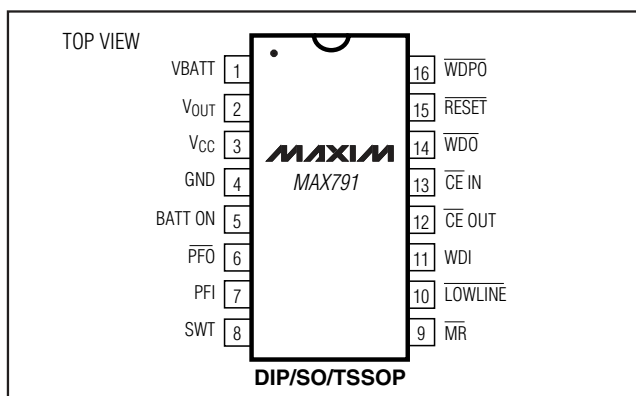 TOP VIEW
VBATT 1
VOUT 2
VCC 3
GND 4
BATT ON 5
PFO 6
PFI 7
SWT 8
MAXIM
MAX791
16 WDPO
15 RESET
14 WDO
13 CE IN
12 CE OUT
11 WDI
10 LOWLINE
9 MR
DIP/SO/TSSOP